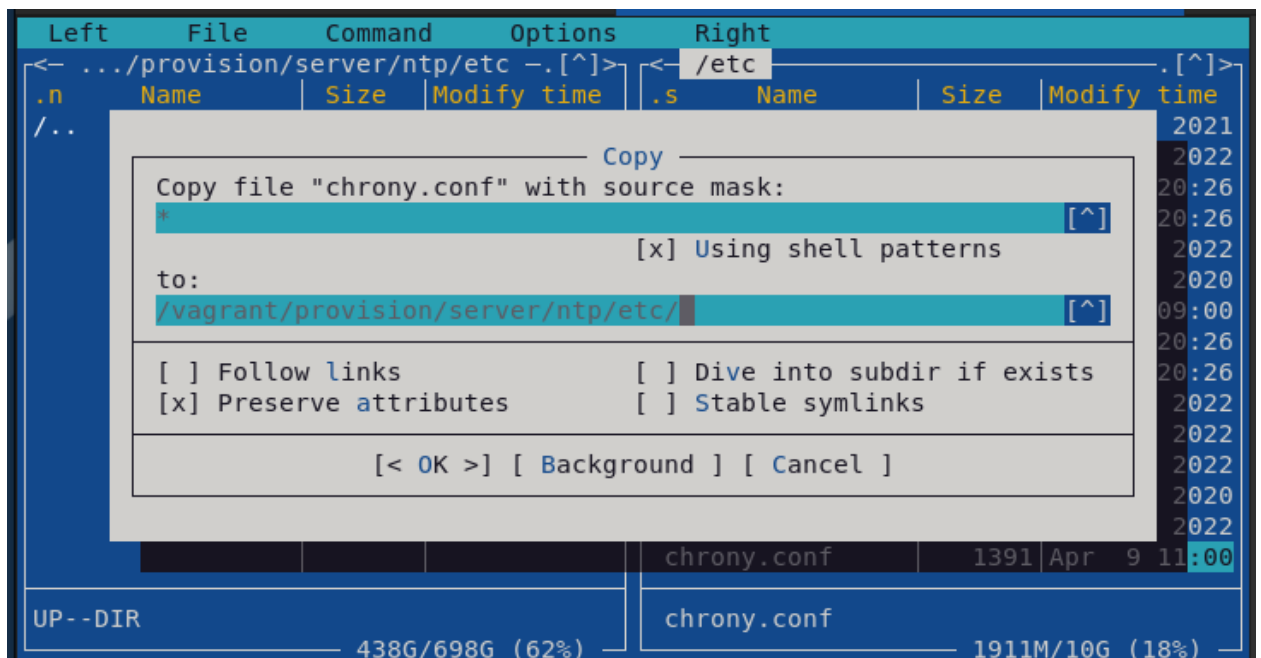 Left File Command Options Right
<— .../provision/server/ntp/etc —.[^]> <— /etc —.[^]>
.n Name Size Modify time .s Name Size Modify time
/.. 2021
Copy 2022
Copy file "chrony.conf" with source mask: 20:26
* [^] 20:26
[x] Using shell patterns 2022
to: 2020
/vagrant/provision/server/ntp/etc/ [^] 09:00
20:26
[ ] Follow links [ ] Dive into subdir if exists 20:26
[x] Preserve attributes [ ] Stable symlinks 2022
2022
[< OK >] [ Background ] [ Cancel ] 2022
2020
2022
chrony.conf 1391 Apr 9 11:00
UP--DIR chrony.conf
438G/698G (62%) 1911M/10G (18%)